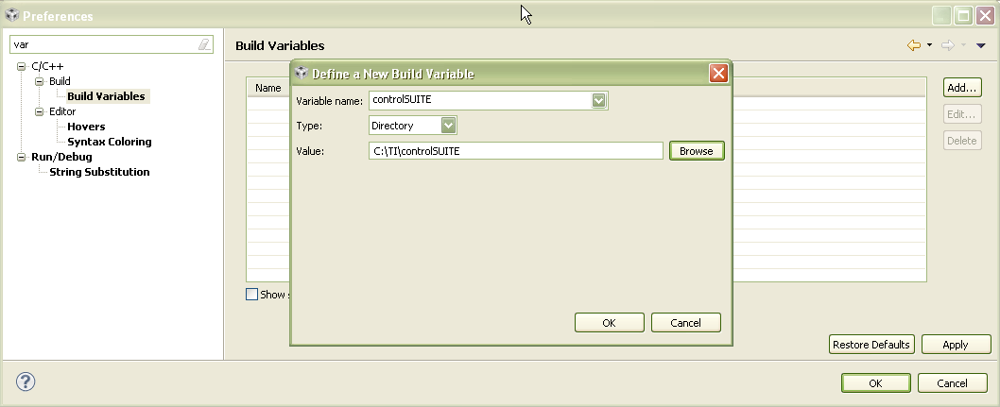 Preferences
var
Build Variables
C/C++
Build
Build Variables
Editor
Hovers
Syntax Coloring
Run/Debug
String Substitution
Name
Add...
Edit...
Delete
Define a New Build Variable
Variable name: controlSUITE
Type: Directory
Value: C:\TI\controlSUITE Browse
OK Cancel
Show
Restore Defaults Apply
? OK Cancel